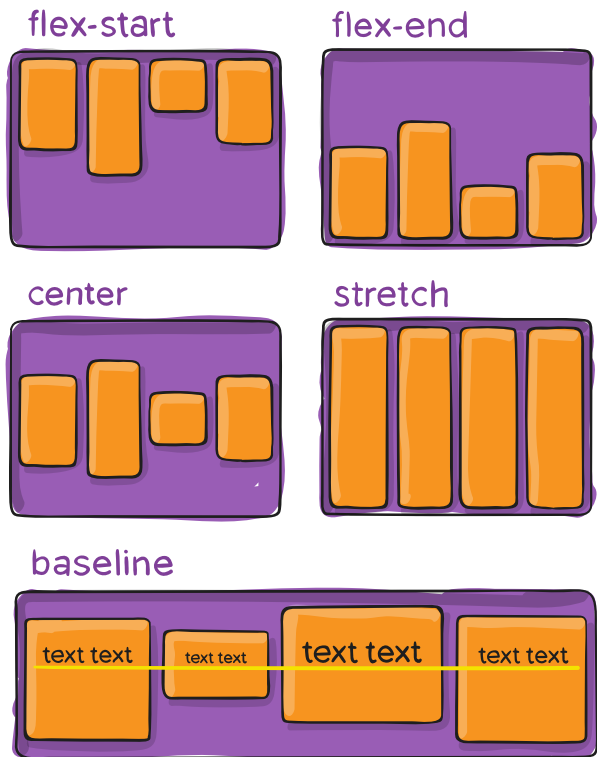 flex-start
flex-end
center
stretch
baseline
text text
text text
text text
text text